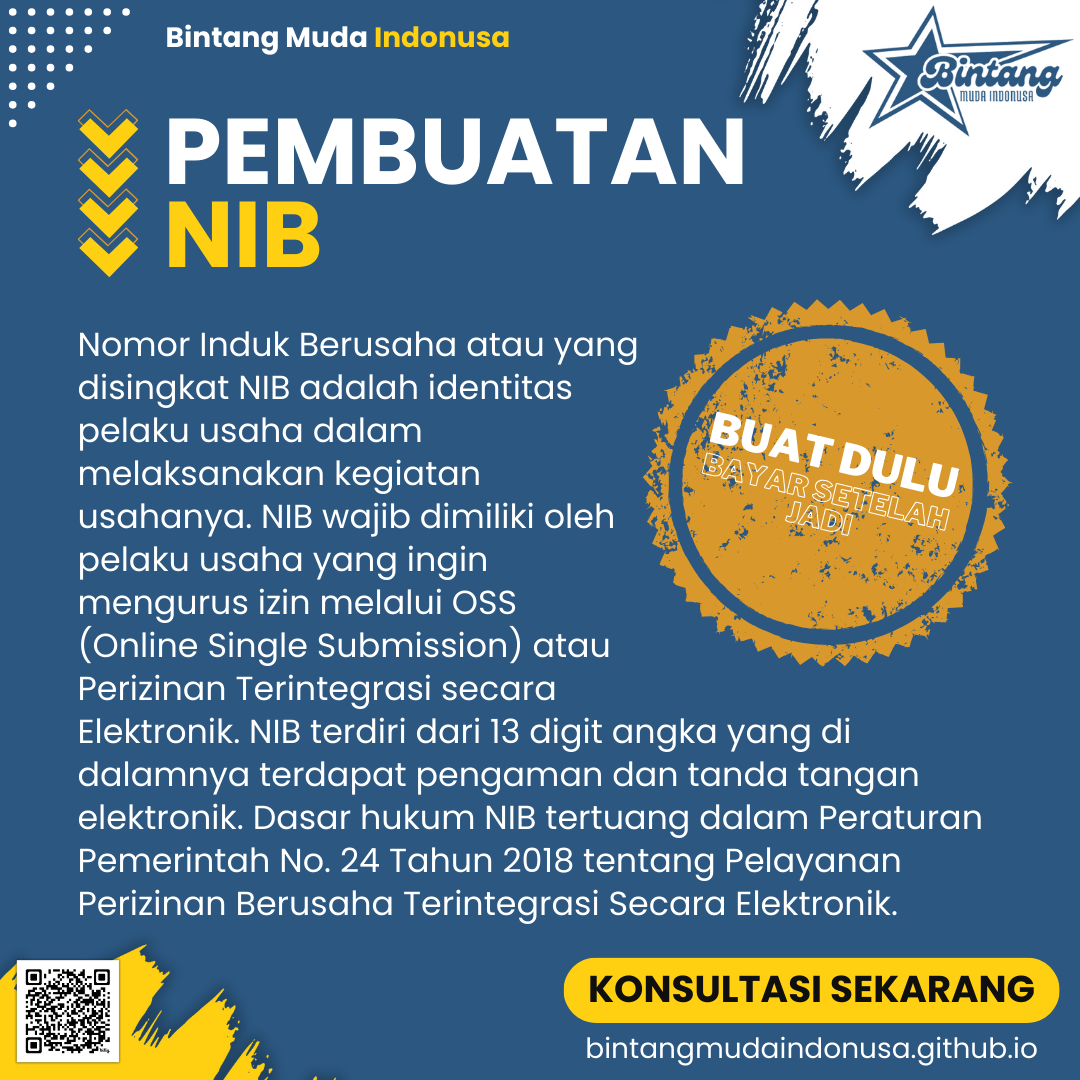 Bintang Muda Indonusa
Bintang
MUDA INDONUSA
PEMBUATAN
NIB
Nomor Induk Berusaha atau yang
disingkat NIB adalah identitas
pelaku usaha dalam
melaksanakan kegiatan
usahanya. NIB wajib dimiliki oleh
pelaku usaha yang ingin
mengurus izin melalui OSS
(Online Single Submission) atau
Perizinan Terintegrasi secara
Elektronik. NIB terdiri dari 13 digit angka yang di
dalamnya terdapat pengaman dan tanda tangan
elektronik. Dasar hukum NIB tertuang dalam Peraturan
Pemerintah No. 24 Tahun 2018 tentang Pelayanan
Perizinan Berusaha Terintegrasi Secara Elektronik.
BUAT DULU
BAYAR SETELAH
JADI
KONSULTASI SEKARANG
bintangmudaindonusa.github.io